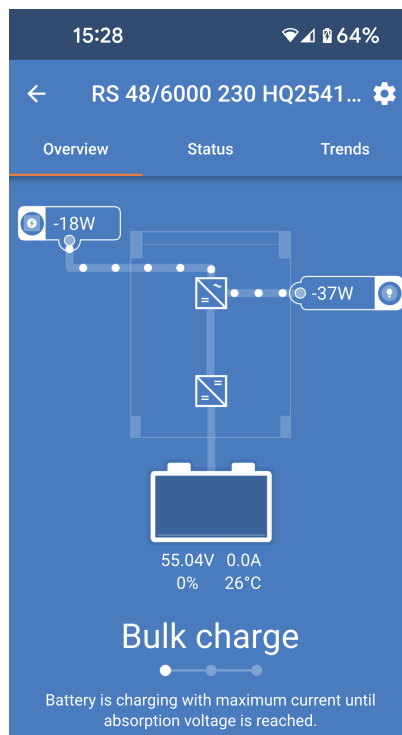 15:28
64%
RS 48/6000 230 HQ2541...
Overview Status Trends
-18W
-37W
55.04V 0.0A
0% 26°C
Bulk charge
Battery is charging with maximum current until
absorption voltage is reached.